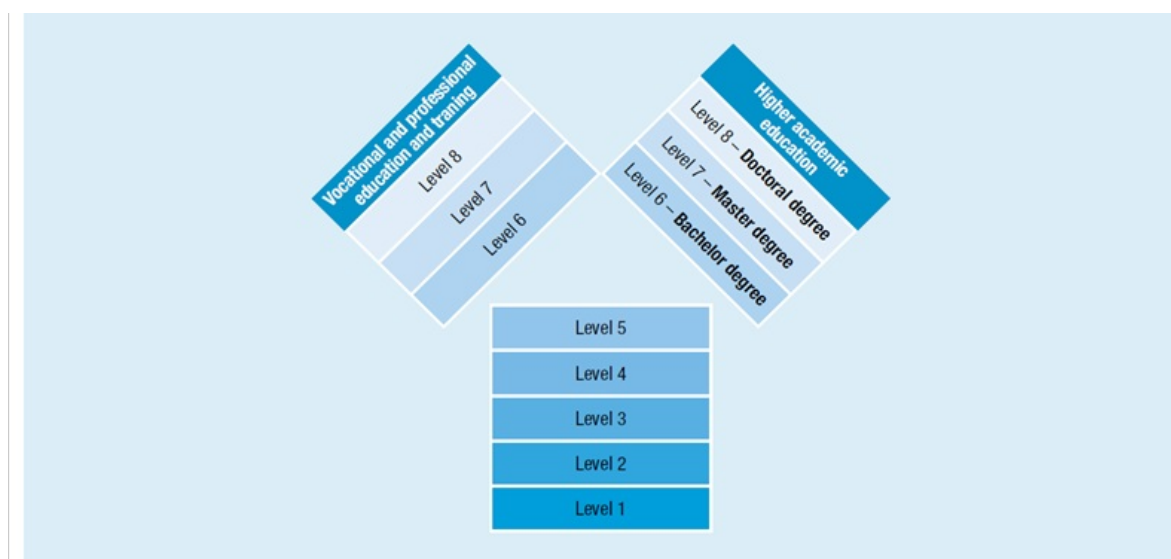 Vocational and professional
education and traning
Level 8
Level 7
Level 6
Higher academic
education
Level 8 – Doctoral degree
Level 7 – Master degree
Level 6 – Bachelor degree
Level 5
Level 4
Level 3
Level 2
Level 1